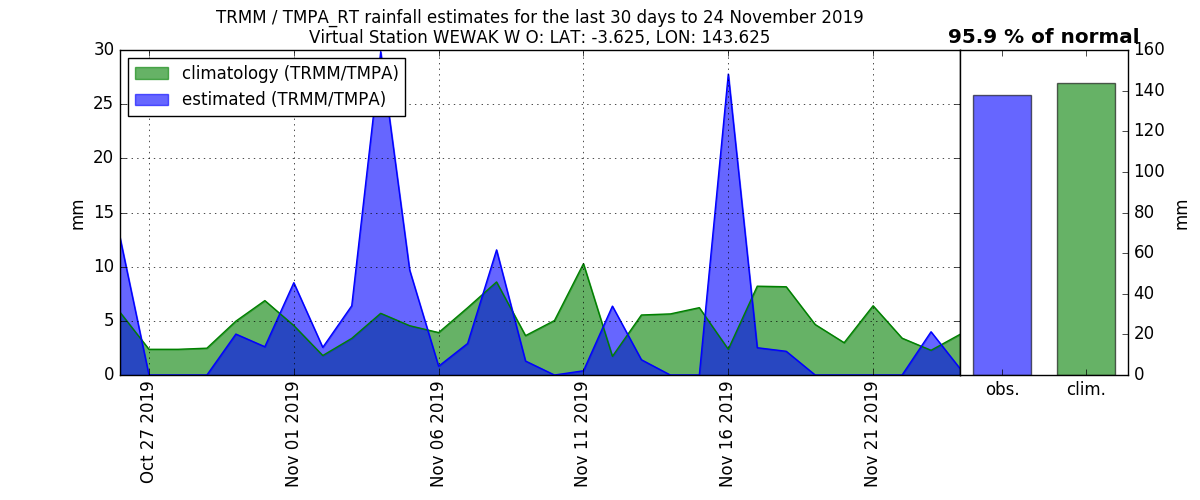 TRMM / TMPA_RT rainfall estimates for the last 30 days to 24 November 2019
Virtual Station WEWAK W O: LAT: -3.625, LON: 143.625
95.9 % of normal
climatology (TRMM/TMPA)
estimated (TRMM/TMPA)
30
25
20
15
10
5
0
mm
Oct 27 2019
Nov 01 2019
Nov 06 2019
Nov 11 2019
Nov 16 2019
Nov 21 2019
obs.
clim.
160
140
120
100
80
60
40
20
0
mm